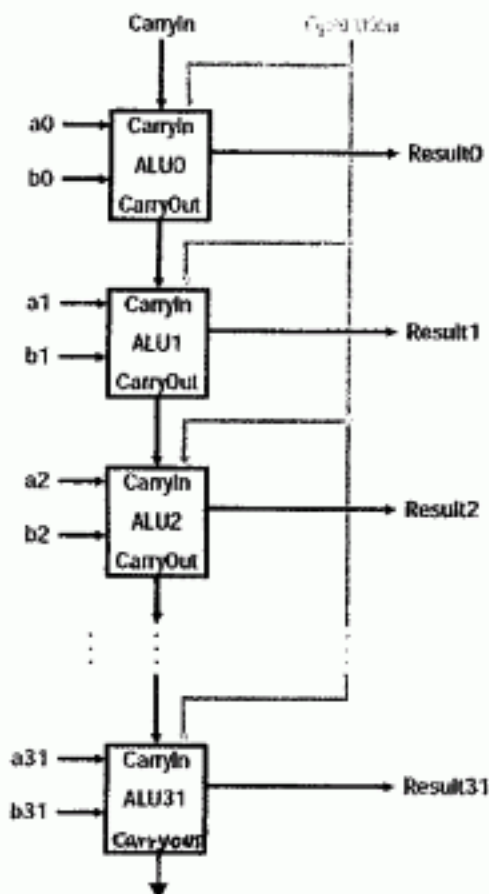 CarryIn Operation
a0
CarryIn
ALU0
Result0
b0
CarryOut
a1
CarryIn
ALU1
Result1
b1
CarryOut
a2
CarryIn
ALU2
Result2
b2
CarryOut
a31
CarryIn
ALU31
Result31
b31
CarryOut